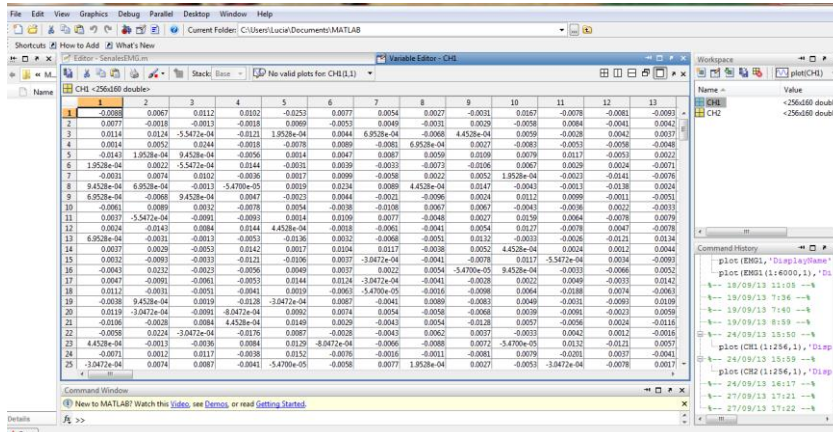 File Edit View Graphics Debug Parallel Desktop Window Help
Current Folder: C:\Users\Lucia\Documents\MATLAB
Shortcuts How to Add What's New
Editor - SenalesEMG.m
Variable Editor - CH1
Workspace
Stack: Base
No valid plots for: CH1(1,1)
plot(CH1)
CH1 <256x160 double>
Name
Name
Value
CH1 <256x160 doubl
CH2 <256x160 doubl
1 2 3 4 5 6 7 8 9 10 11 12 13
1 -0.0088 0.0067 0.0112 0.0102 -0.0253 0.0077 0.0054 0.0027 -0.0031 0.0167 -0.0078 -0.0081 -0.0093
2 0.0077 -0.0018 -0.0013 -0.0018 0.0069 -0.0053 0.0049 -0.0031 0.0029 -0.0058 0.0084 -0.0041 0.0042
3 0.0114 0.0124 -5.5472e-04 -0.0121 1.9528e-04 0.0044 6.9528e-04 -0.0068 4.4528e-04 0.0059 -0.0028 0.0042 0.0037
4 0.0014 0.0052 0.0244 -0.0018 -0.0078 0.0089 -0.0081 6.9528e-04 0.0027 -0.0083 -0.0053 -0.0058 -0.0048
5 -0.0143 1.9528e-04 9.4528e-04 -0.0056 0.0014 0.0047 0.0087 0.0059 0.0109 0.0079 0.0117 -0.0053 0.0022
6 1.9528e-04 0.0022 -5.5472e-04 0.0144 -0.0031 0.0039 -0.0033 -0.0073 -0.0106 0.0067 0.0029 0.0024 -0.0071
7 -0.0031 0.0074 0.0102 -0.0036 0.0017 0.0099 -0.0058 0.0022 0.0052 1.9528e-04 -0.0023 -0.0141 -0.0076
8 9.4528e-04 6.9528e-04 -0.0013 -5.4700e-05 0.0019 0.0234 0.0089 4.4528e-04 0.0147 -0.0043 -0.0013 -0.0138 0.0024
9 6.9528e-04 -0.0068 9.4528e-04 0.0047 -0.0023 0.0044 -0.0021 -0.0096 0.0024 0.0112 0.0099 -0.0011 -0.0051
10 -0.0061 0.0089 0.0032 -0.0078 0.0054 -0.0038 -0.0108 0.0067 0.0067 -0.0043 -0.0036 0.0022 -0.0033
11 0.0037 -5.5472e-04 -0.0091 -0.0093 0.0014 0.0109 0.0077 -0.0048 0.0027 0.0159 0.0064 -0.0078 0.0079
12 0.0024 -0.0143 0.0084 0.0144 4.4528e-04 -0.0018 -0.0061 -0.0041 0.0054 0.0127 -0.0078 0.0047 -0.0078
13 6.9528e-04 -0.0031 -0.0013 -0.0053 -0.0136 0.0032 -0.0068 -0.0051 0.0132 -0.0033 -0.0026 -0.0121 0.0134
14 0.0037 0.0029 -0.0053 0.0142 0.0017 0.0104 0.0117 -0.0038 0.0052 4.4528e-04 0.0024 0.0012 0.0044
15 0.0032 -0.0093 -0.0033 -0.0121 -0.0106 0.0037 -3.0472e-04 -0.0041 -0.0078 0.0117 -5.5472e-04 0.0034 -0.0093
16 -0.0043 0.0232 -0.0023 -0.0056 0.0049 0.0037 0.0022 0.0054 -5.4700e-05 9.4528e-04 -0.0033 -0.0066 0.0052
17 0.0047 -0.0091 -0.0061 -0.0053 0.0144 0.0124 -3.0472e-04 -0.0041 -0.0028 0.0022 0.0049 -0.0033 0.0142
18 0.0112 -0.0031 -0.0051 -0.0041 0.0019 -0.0063 -5.4700e-05 -0.0016 -0.0098 0.0064 -0.0188 0.0074 -0.0063
19 -0.0038 9.4528e-04 0.0019 -0.0128 -3.0472e-04 0.0087 -0.0041 0.0089 -0.0083 0.0049 -0.0031 -0.0093 0.0109
20 0.0119 -3.0472e-04 -0.0091 -8.0472e-04 0.0092 0.0074 0.0054 -0.0058 -0.0068 0.0039 -0.0091 -0.0023 0.0059
21 -0.0106 -0.0028 0.0084 4.4528e-04 0.0149 0.0029 -0.0043 0.0054 -0.0128 0.0057 -0.0056 0.0024 -0.0116
22 -0.0058 0.0224 -3.0472e-04 -0.0176 0.0087 -0.0028 -0.0043 0.0062 0.0037 -0.0033 0.0042 0.0012 -0.0016
23 4.4528e-04 -0.0013 -0.0036 0.0084 0.0129 -8.0472e-04 -0.0066 -0.0088 0.0072 -5.4700e-05 0.0132 -0.0121 0.0057
24 -0.0071 0.0012 0.0117 -0.0038 0.0152 -0.0076 -0.0016 -0.0011 -0.0081 0.0079 -0.0201 0.0037 -0.0041
25 -3.0472e-04 0.0074 0.0087 -0.0041 -5.4700e-05 -0.0058 0.0077 1.9528e-04 0.0027 -0.0053 -3.0472e-04 -0.0078 0.0017
Command History
plot(EMG1,'DisplayName'
plot(EMG1(1:6000,1),'Di
%-- 18/09/13 11:05 --%
%-- 19/09/13 7:36 --%
%-- 19/09/13 7:40 --%
%-- 19/09/13 8:59 --%
%-- 24/09/13 15:50 --%
plot(CH1(1:256,1),'Disp
%-- 24/09/13 15:59 --%
plot(CH2(1:256,1),'Disp
%-- 24/09/13 16:17 --%
%-- 27/09/13 17:21 --%
%-- 27/09/13 17:22 --%
Command Window
New to MATLAB? Watch this Video, see Demos, or read Getting Started.
fx >>
Details